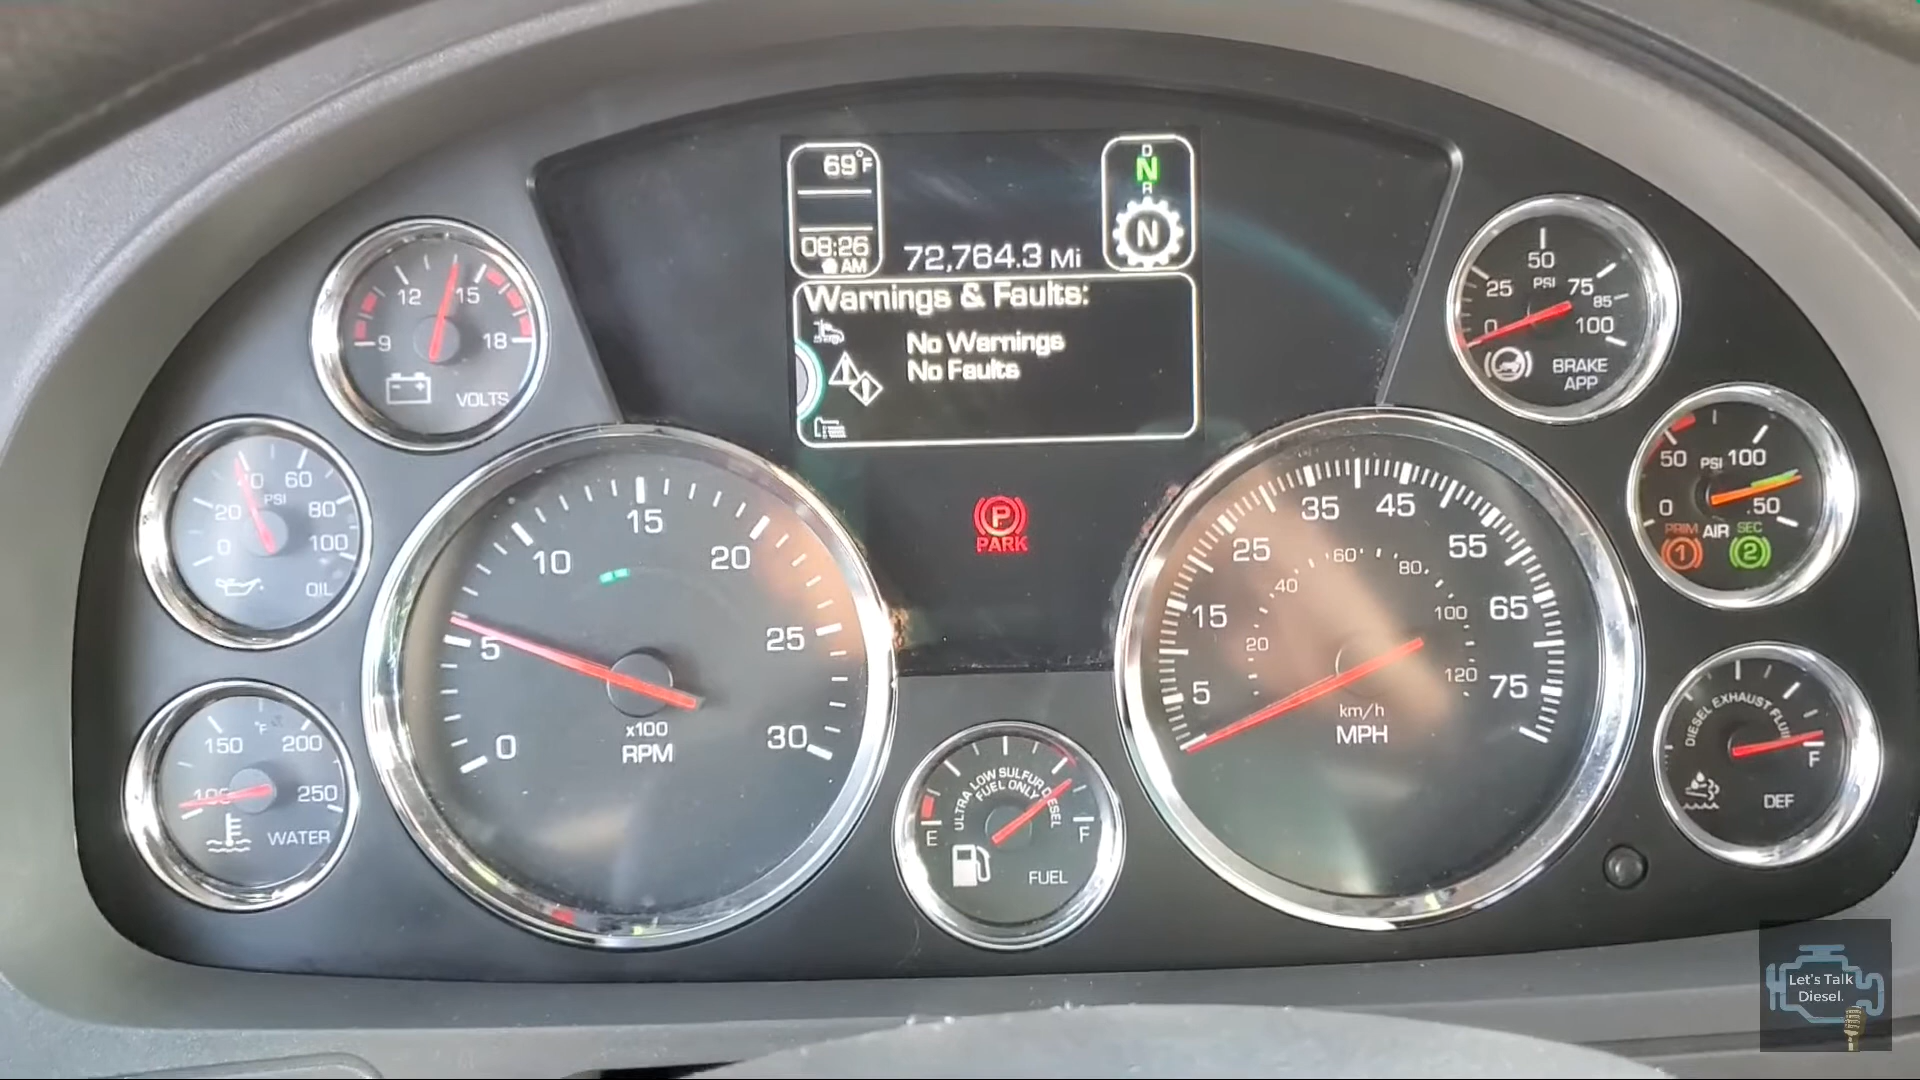 69°F
08:26
AM
72,764.3 Mi
D
N
R
N
Warnings & Faults:
No Warnings
No Faults
12 15
9 18
VOLTS
50
25 PSI 75
85
0 100
BRAKE
APP
40 60
PSI
20 80
0 100
OIL
50 PSI 100
0 150
PRIM AIR SEC
1 2
P
PARK
15
10 20
5 25
0 30
x100
RPM
35 45
25 55
15 65
5 75
60 80
40 100
20 120
km/h
MPH
°F
150 200
100 250
WATER
ULTRA LOW SULFUR DIESEL
FUEL ONLY
E F
FUEL
DIESEL EXHAUST FLUID
F
DEF
Let's Talk
Diesel.